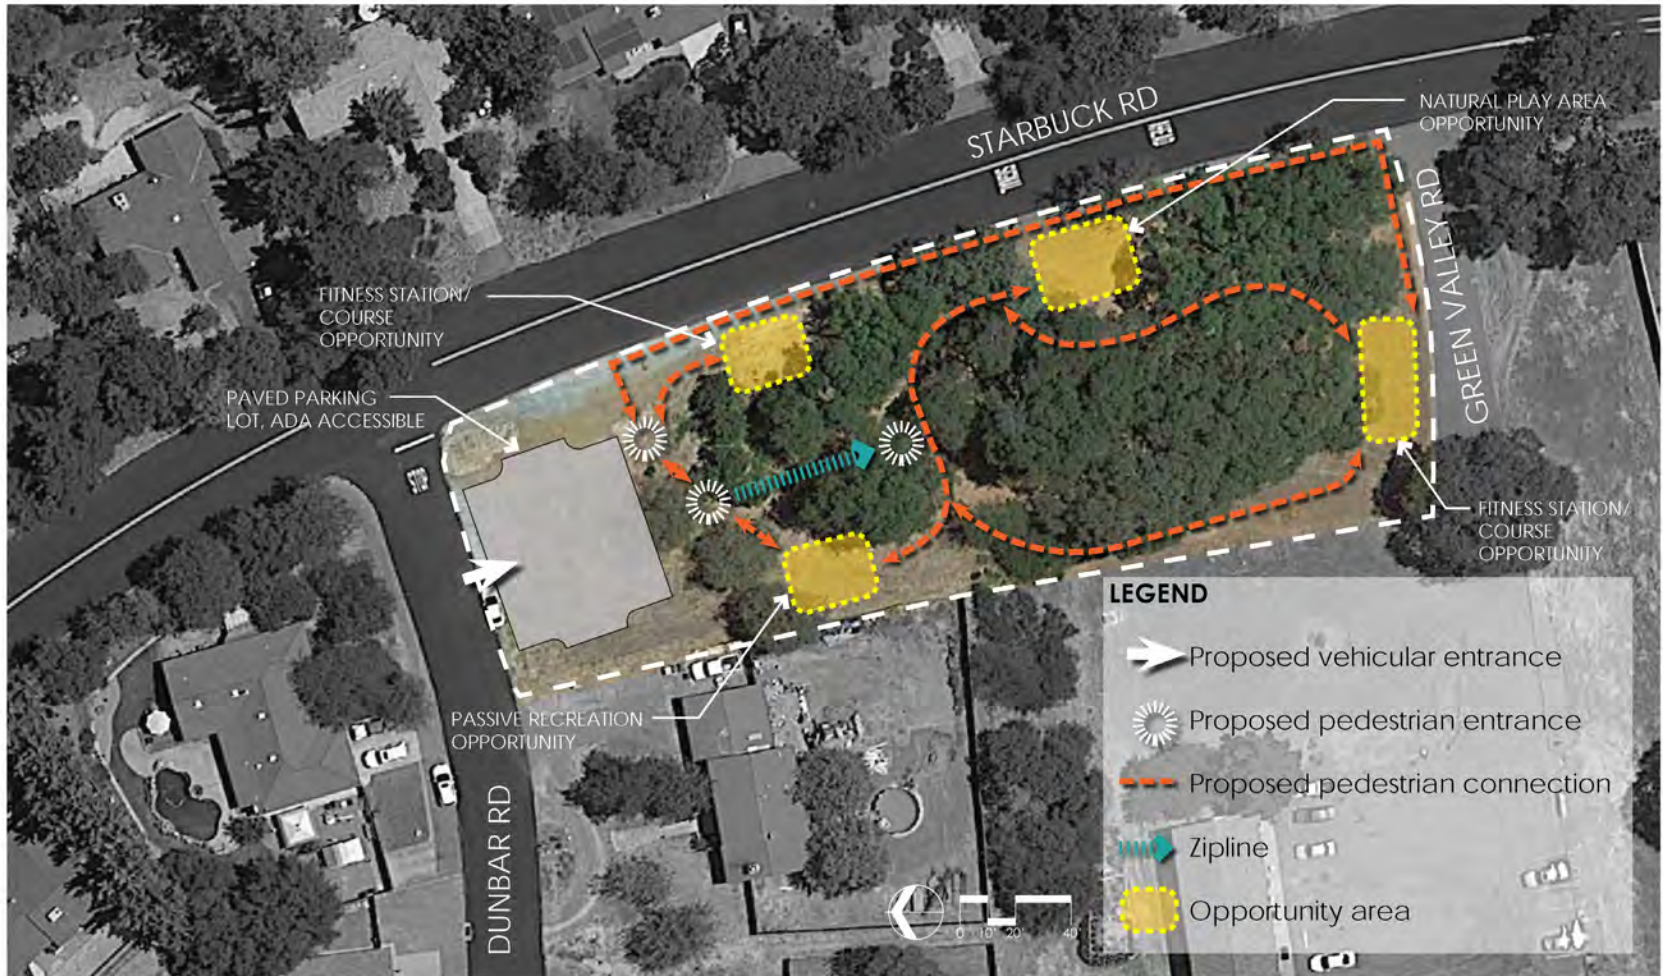 STARBUCK RD
NATURAL PLAY AREA
OPPORTUNITY
GREEN VALLEY RD
FITNESS STATION/
COURSE
OPPORTUNITY
PAVED PARKING
LOT, ADA ACCESSIBLE
STOP
FITNESS STATION/
COURSE
OPPORTUNITY
PASSIVE RECREATION
OPPORTUNITY
DUNBAR RD
LEGEND
Proposed vehicular entrance
Proposed pedestrian entrance
Proposed pedestrian connection
Zipline
Opportunity area
0 10' 20' 40'